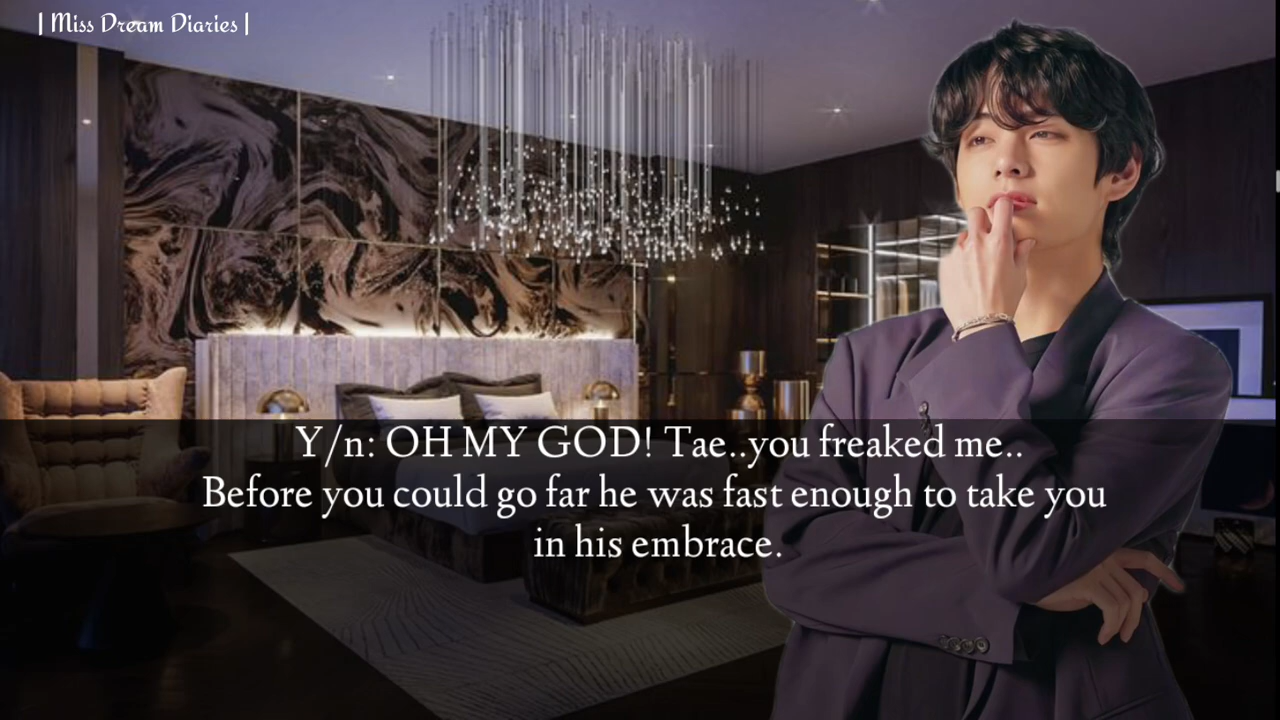 | Miss Dream Diaries |
Y/n: OH MY GOD! Tae..you freaked me..
Before you could go far he was fast enough to take you
in his embrace.